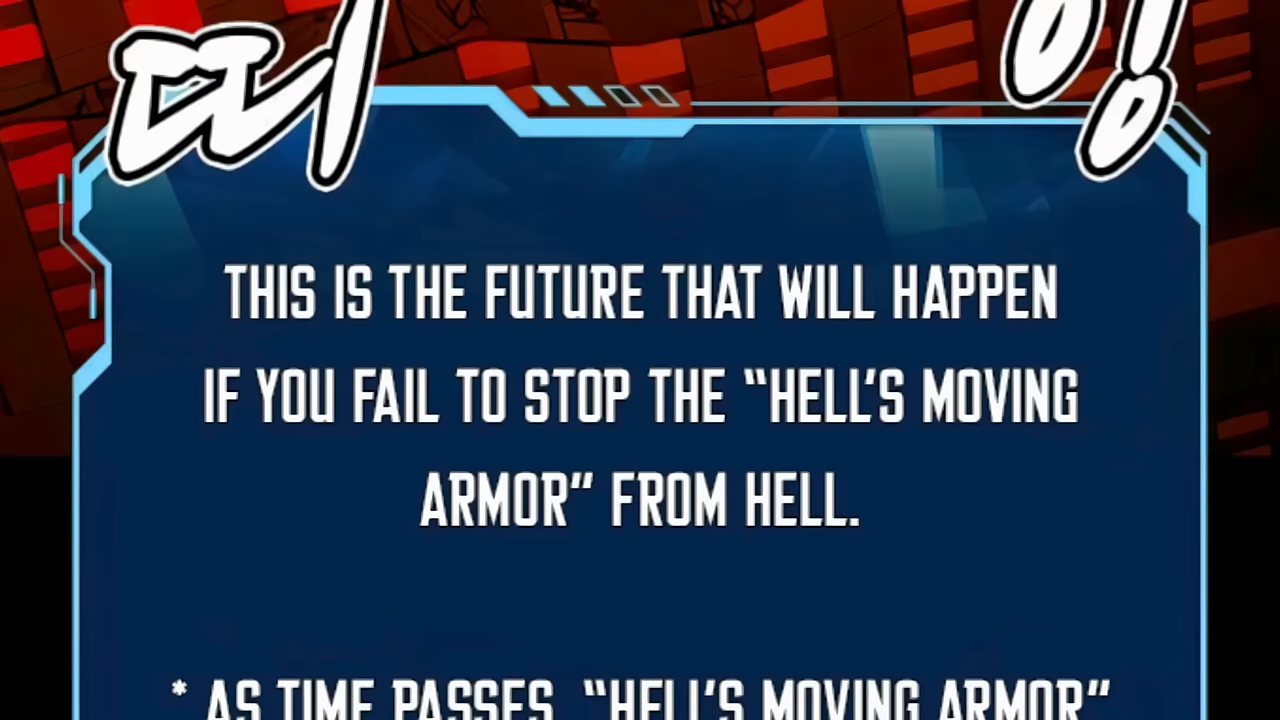 THIS IS THE FUTURE THAT WILL HAPPEN
IF YOU FAIL TO STOP THE “HELL’S MOVING
ARMOR” FROM HELL.
* AS TIME PASSES, “HELL’S MOVING ARMOR”